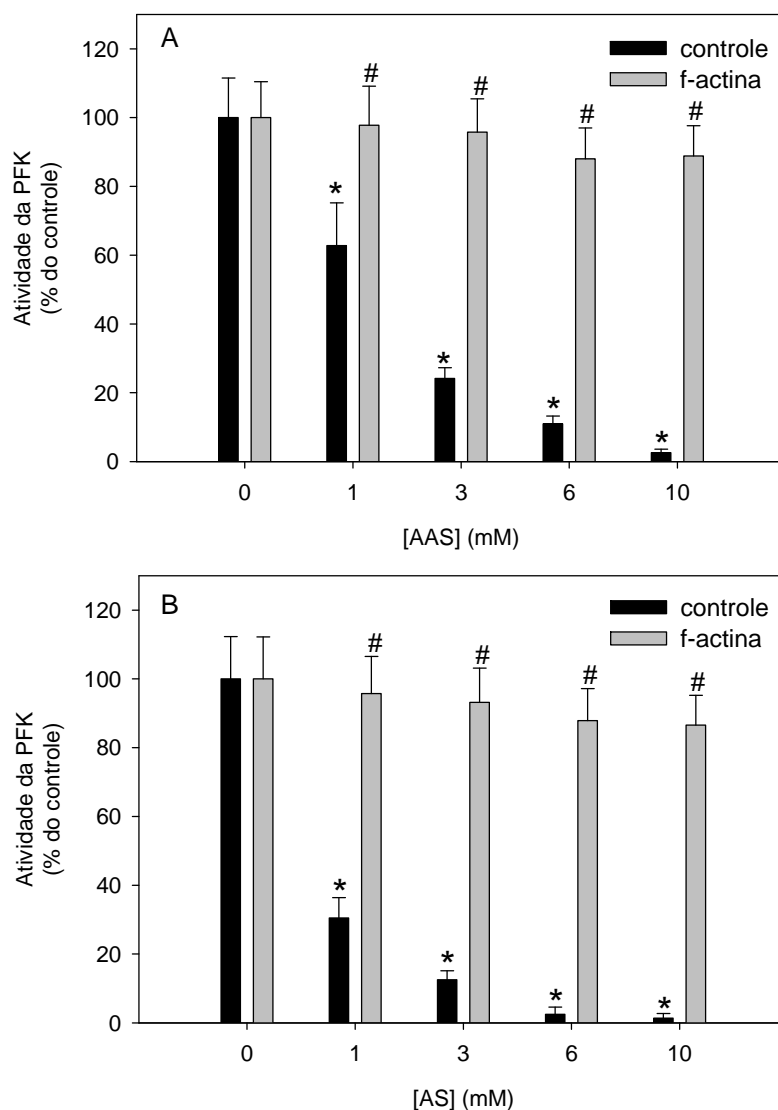 A
controle
f-actina
120
100
80
60
40
20
0
Atividade da PFK
(% do controle)
# # # #
* * * *
0 1 3 6 10
[AAS] (mM)
B
controle
f-actina
120
100
80
60
40
20
0
Atividade da PFK
(% do controle)
# # # #
* * * *
0 1 3 6 10
[AS] (mM)